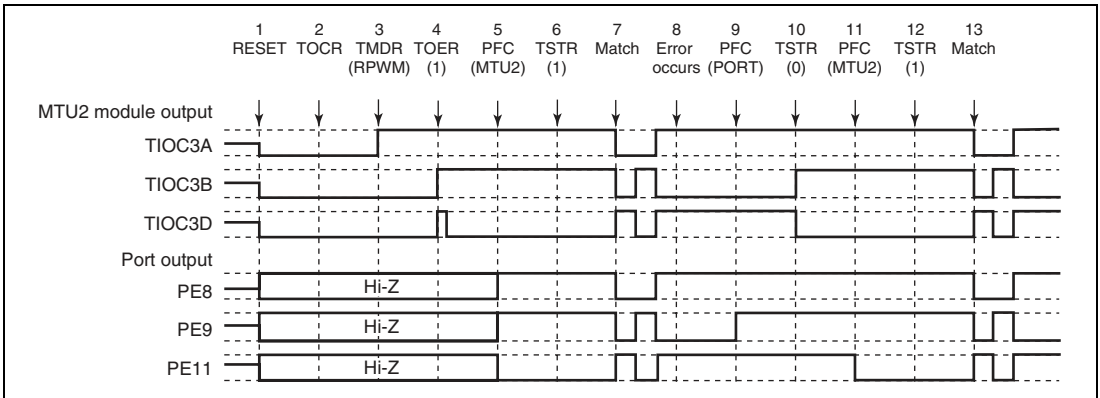 1 2 3 4 5 6 7 8 9 10 11 12 13
RESET TOCR TMDR TOER PFC TSTR Match Error PFC TSTR PFC TSTR Match
(RPWM) (1) (MTU2) (1) occurs (PORT) (0) (MTU2) (1)
MTU2 module output
TIOC3A
TIOC3B
TIOC3D
Port output
PE8 Hi-Z
PE9 Hi-Z
PE11 Hi-Z